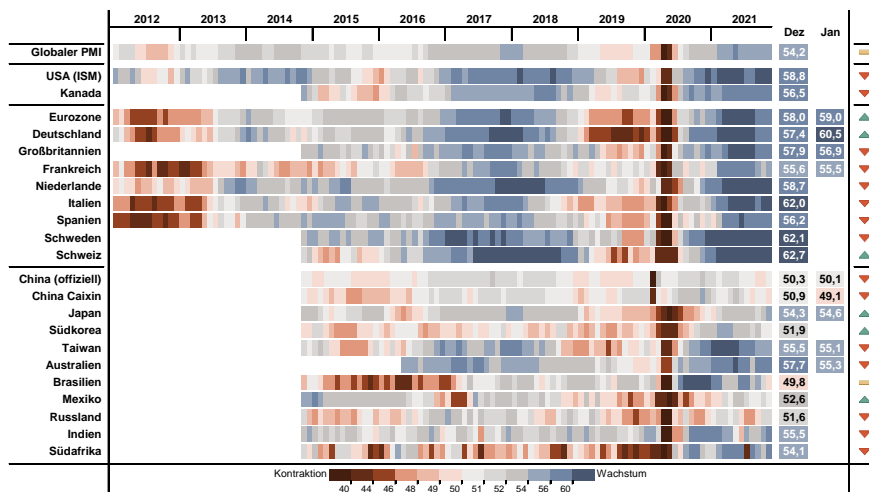 2012 2013 2014 2015 2016 2017 2018 2019 2020 2021 Dez Jan
Globaler PMI 54,2
USA (ISM) 58,8
Kanada 56,5
Eurozone 58,0 59,0
Deutschland 57,4 60,5
Großbritannien 57,9 56,9
Frankreich 55,6 55,5
Niederlande 58,7
Italien 62,0
Spanien 56,2
Schweden 62,1
Schweiz 62,7
China (offiziell) 50,3 50,1
China Caixin 50,9 49,1
Japan 54,3 54,6
Südkorea 51,9
Taiwan 55,5 55,1
Australien 57,7 55,3
Brasilien 49,8
Mexiko 52,6
Russland 51,6
Indien 55,5
Südafrika 54,1
Kontraktion Wachstum
40 44 46 48 49 50 51 52 54 56 60